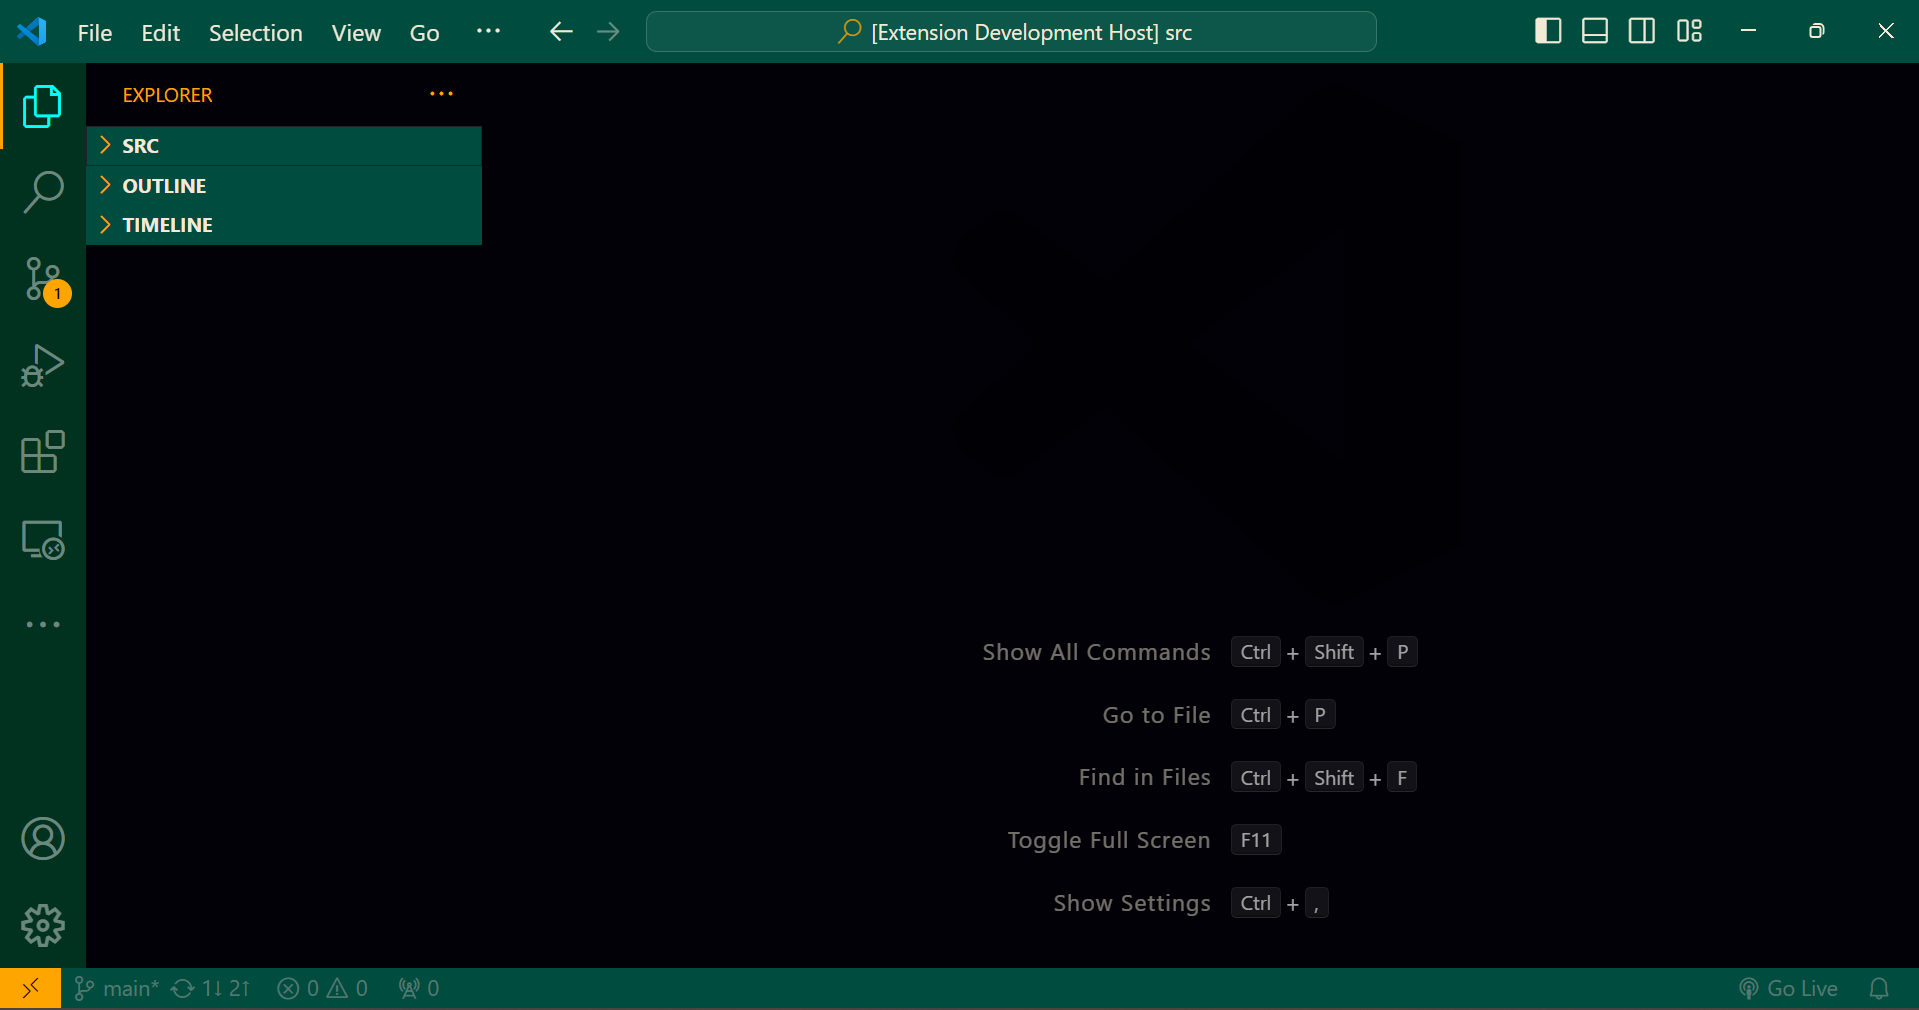 File Edit Selection View Go ··· [Extension Development Host] src
EXPLORER ···
SRC
OUTLINE
TIMELINE
1
Show All Commands Ctrl + Shift + P
Go to File Ctrl + P
Find in Files Ctrl + Shift + F
Toggle Full Screen F11
Show Settings Ctrl + ,
main* 1↓ 2↑ 0 0 0 Go Live